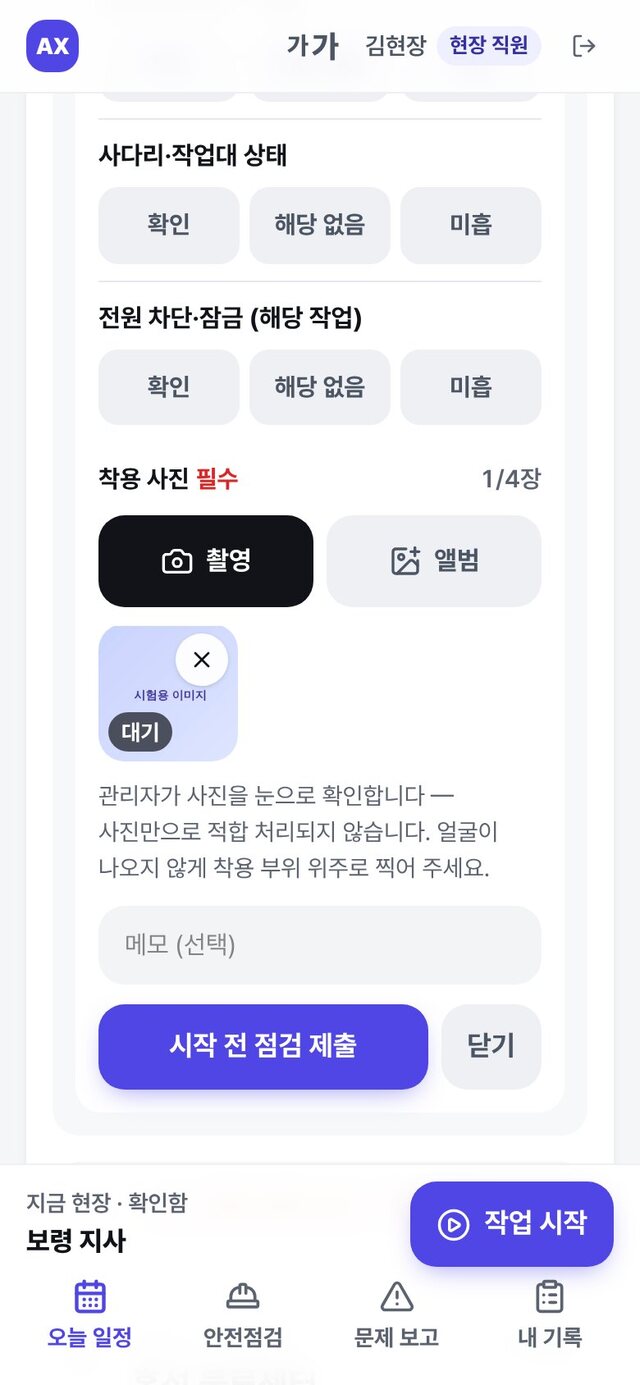 AX
가가 김현장 현장 직원
사다리·작업대 상태
확인 해당 없음 미흡
전원 차단·잠금 (해당 작업)
확인 해당 없음 미흡
착용 사진 필수 1/4장
촬영 앨범
시험용 이미지
대기
관리자가 사진을 눈으로 확인합니다 —
사진만으로 적합 처리되지 않습니다. 얼굴이
나오지 않게 착용 부위 위주로 찍어 주세요.
메모 (선택)
시작 전 점검 제출 닫기
지금 현장 · 확인함
보령 지사
작업 시작
오늘 일정 안전점검 문제 보고 내 기록